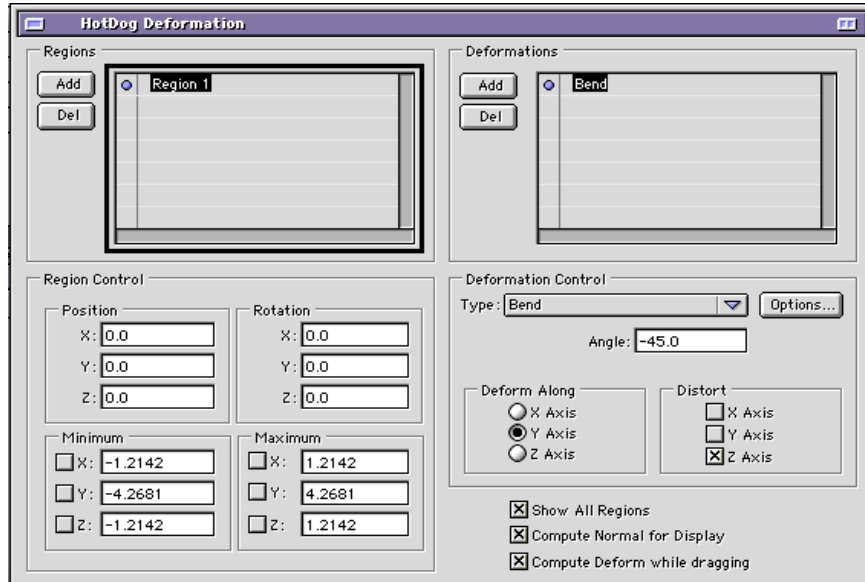 HotDog Deformation
Regions
Add
Del
Region 1
Deformations
Add
Del
Bend
Region Control
Position
X: 0.0
Y: 0.0
Z: 0.0
Rotation
X: 0.0
Y: 0.0
Z: 0.0
Minimum
X: -1.2142
Y: -4.2681
Z: -1.2142
Maximum
X: 1.2142
Y: 4.2681
Z: 1.2142
Deformation Control
Type: Bend
Options...
Angle: -45.0
Deform Along
X Axis
Y Axis
Z Axis
Distort
X Axis
Y Axis
Z Axis
Show All Regions
Compute Normal for Display
Compute Deform while dragging